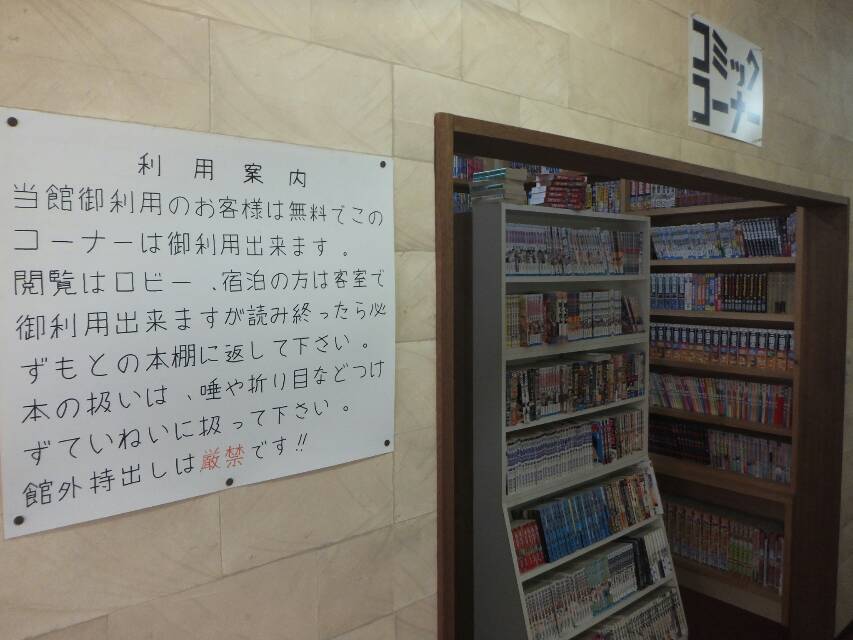 利用案内
当館御利用のお客様は無料でこの
コーナーは御利用出来ます。
閲覧はロビー、宿泊の方は客室で
御利用出来ますが読み終ったら必
ずもとの本棚に返して下さい。
本の扱いは、唾や折り目などつけ
ずていねいに扱って下さい。
館外持出しは厳禁です!!
コミック
コーナー